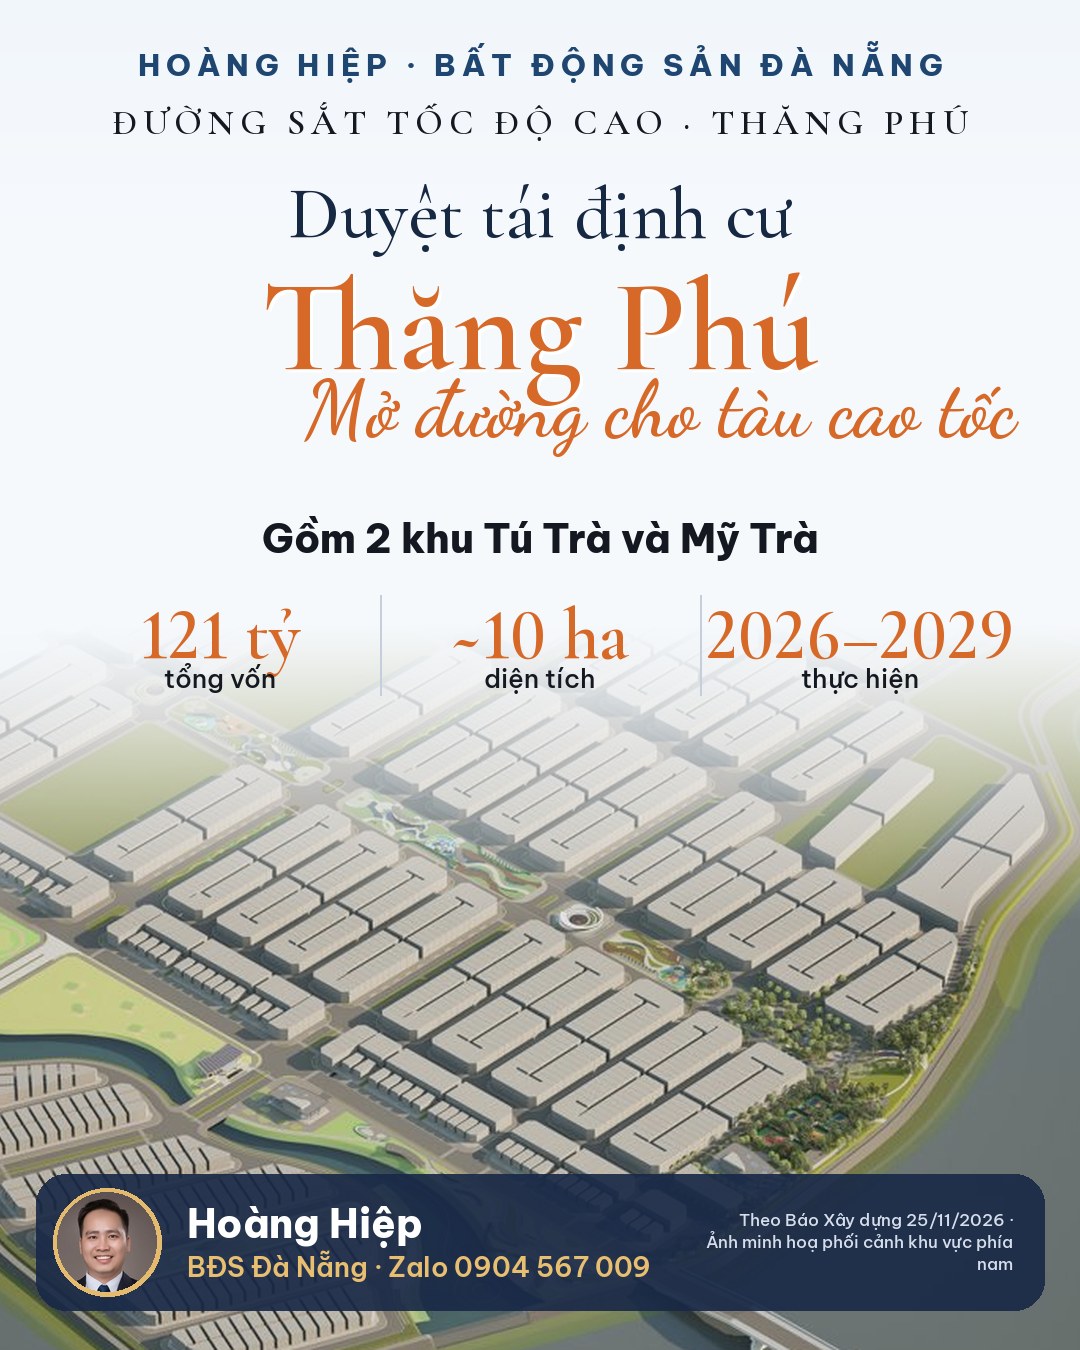 HOÀNG HIỆP · BẤT ĐỘNG SẢN ĐÀ NẴNG
ĐƯỜNG SẮT TỐC ĐỘ CAO · THĂNG PHÚ
Duyệt tái định cư
Thăng Phú
Mở đường cho tàu cao tốc
Gồm 2 khu Tú Trà và Mỹ Trà
121 tỷ
tổng vốn
~10 ha
diện tích
2026–2029
thực hiện
Hoàng Hiệp
BĐS Đà Nẵng · Zalo 0904 567 009
Theo Báo Xây dựng 25/11/2026 ·
Ảnh minh hoạ phối cảnh khu vực phía
nam